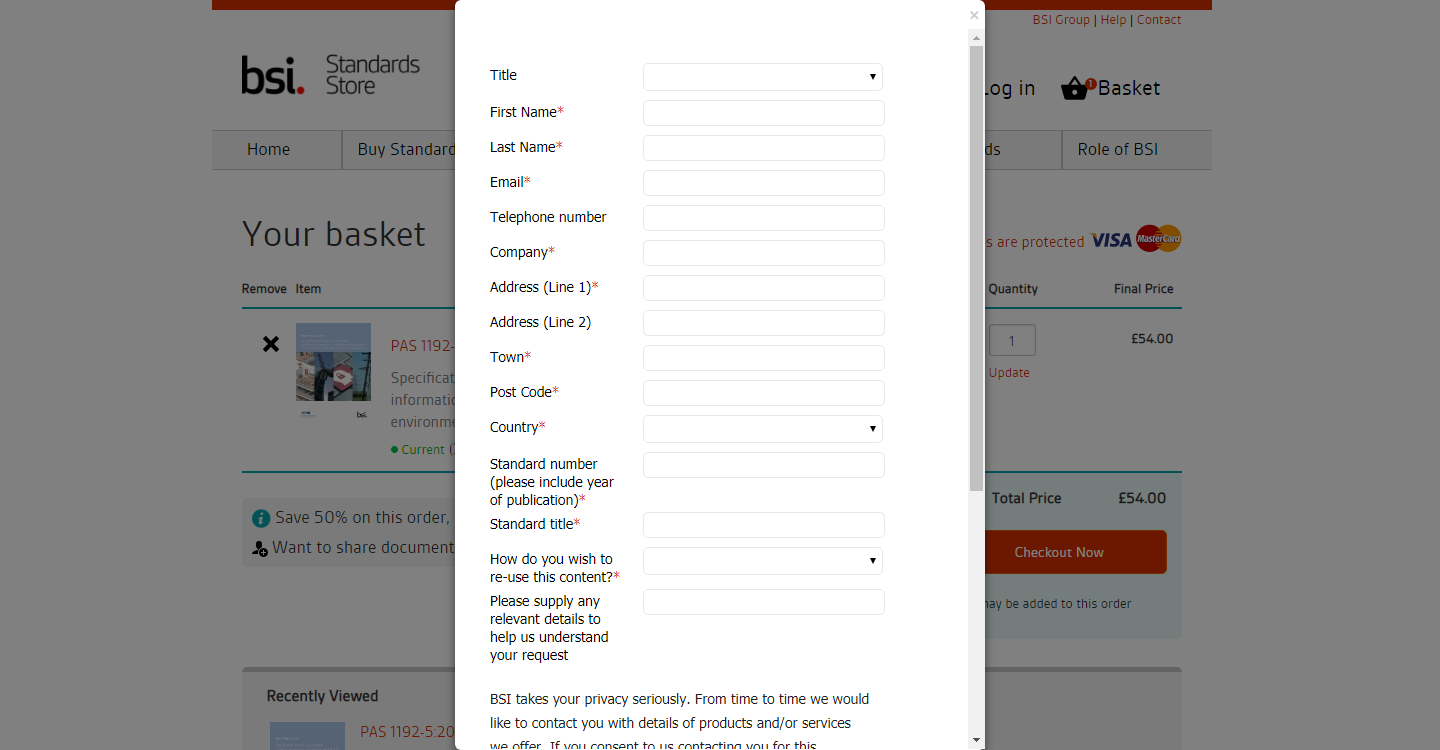 BSI Group | Help | Contact
bsi. Standards
Store
Log in
1
Basket
Home
Buy Standard
ds
Role of BSI
Your basket
s are protected VISA MasterCard
Remove Item
Quantity
Final Price
PAS 1192-
1
£54.00
Update
Specificat
informatio
environme
bsi.
Current (
Total Price £54.00
Save 50% on this order,
Checkout Now
Want to share document
may be added to this order
Recently Viewed
PAS 1192-5:20
×
Title
First Name*
Last Name*
Email*
Telephone number
Company*
Address (Line 1)*
Address (Line 2)
Town*
Post Code*
Country*
Standard number
(please include year
of publication)*
Standard title*
How do you wish to
re-use this content?*
Please supply any
relevant details to
help us understand
your request
BSI takes your privacy seriously. From time to time we would
like to contact you with details of products and/or services
we offer. If you consent to us contacting you for this